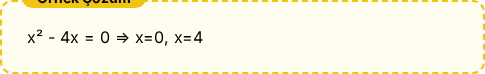 Örnek Çözüm
x² - 4x = 0 ⇒ x=0, x=4